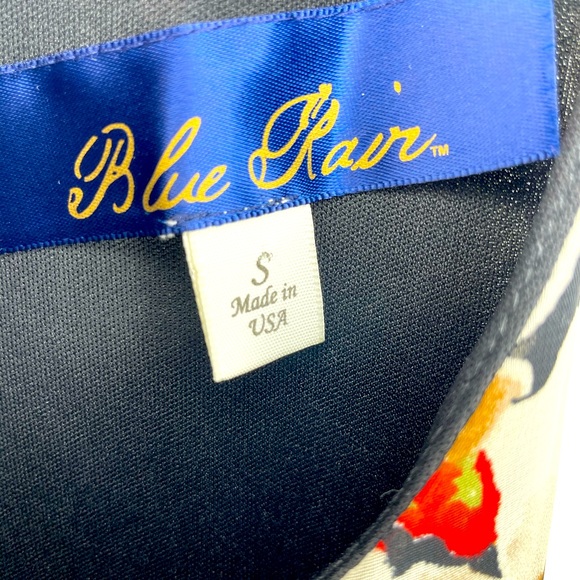 Blue Rain™
S
Made in
USA